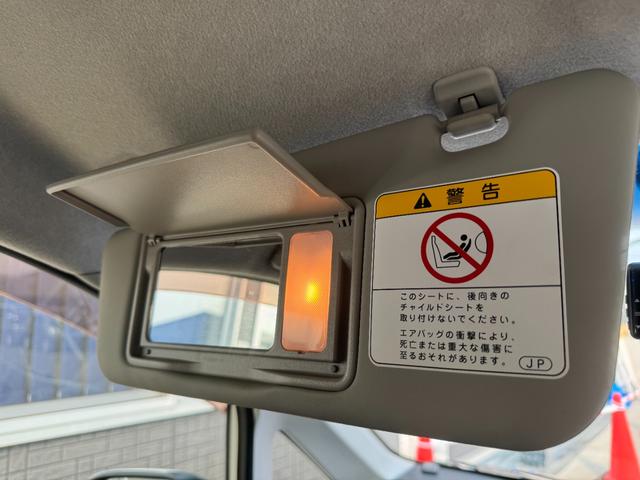 警告
このシートに、後向きの
チャイルドシートを
取り付けないでください。
エアバッグの衝撃により、
死亡または重大な傷害に
至るおそれがあります。
JP